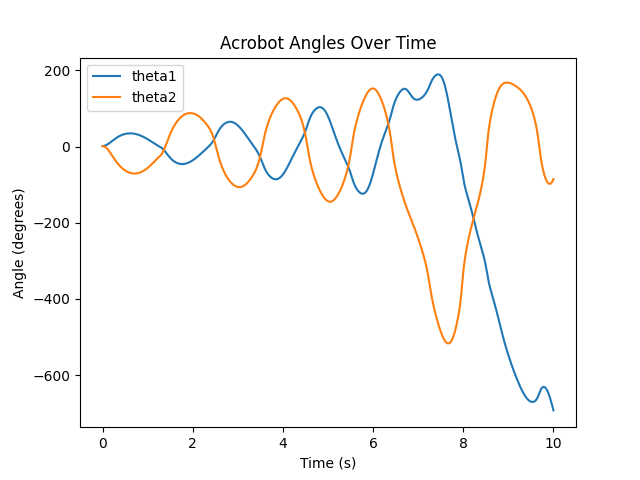 Acrobot Angles Over Time
theta1
theta2
200
0
−200
−400
−600
Angle (degrees)
0 2 4 6 8 10
Time (s)